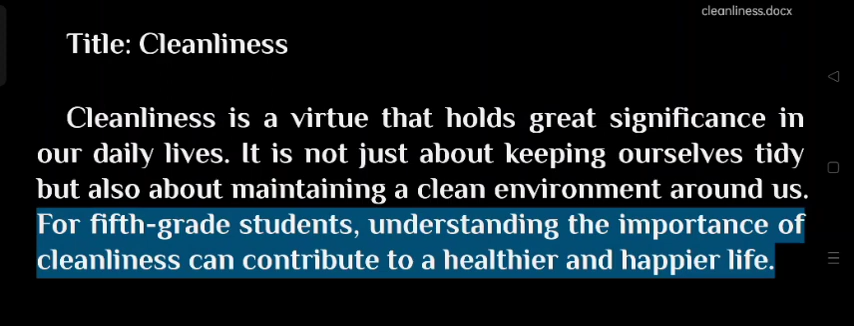 cleanliness.docx
Title: Cleanliness
Cleanliness is a virtue that holds great significance in
our daily lives. It is not just about keeping ourselves tidy
but also about maintaining a clean environment around us.
For fifth-grade students, understanding the importance of
cleanliness can contribute to a healthier and happier life.